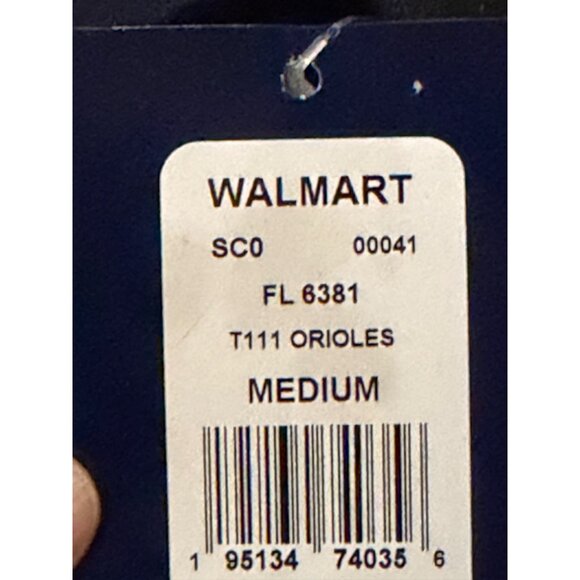 WALMART
SC0 00041
FL 6381
T111 ORIOLES
MEDIUM
1 95134 74035 6